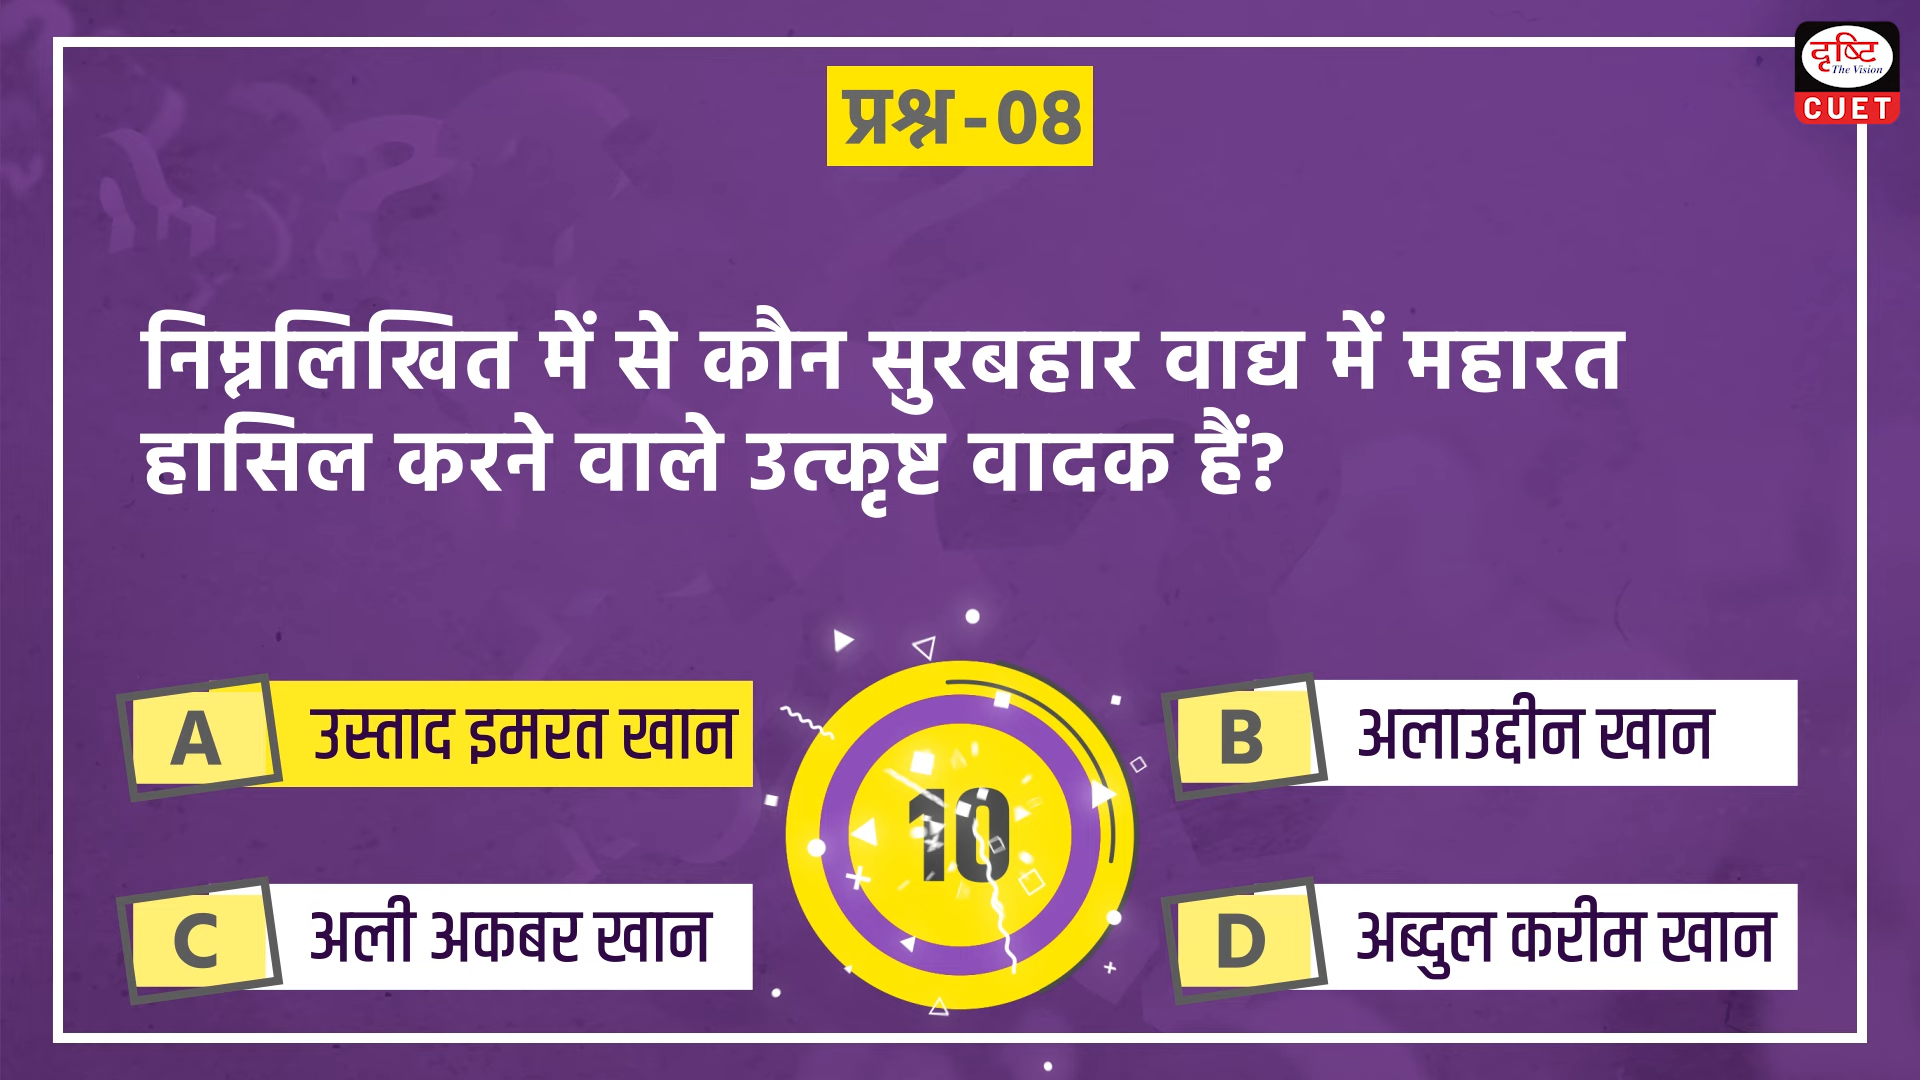 दृष्टि
The Vision
CUET
प्रश्न-08
निम्नलिखित में से कौन सुरबहार वाद्य में महारत
हासिल करने वाले उत्कृष्ट वादक हैं?
A उस्ताद इमरत खान
B अलाउद्दीन खान
10
C अली अकबर खान
D अब्दुल करीम खान